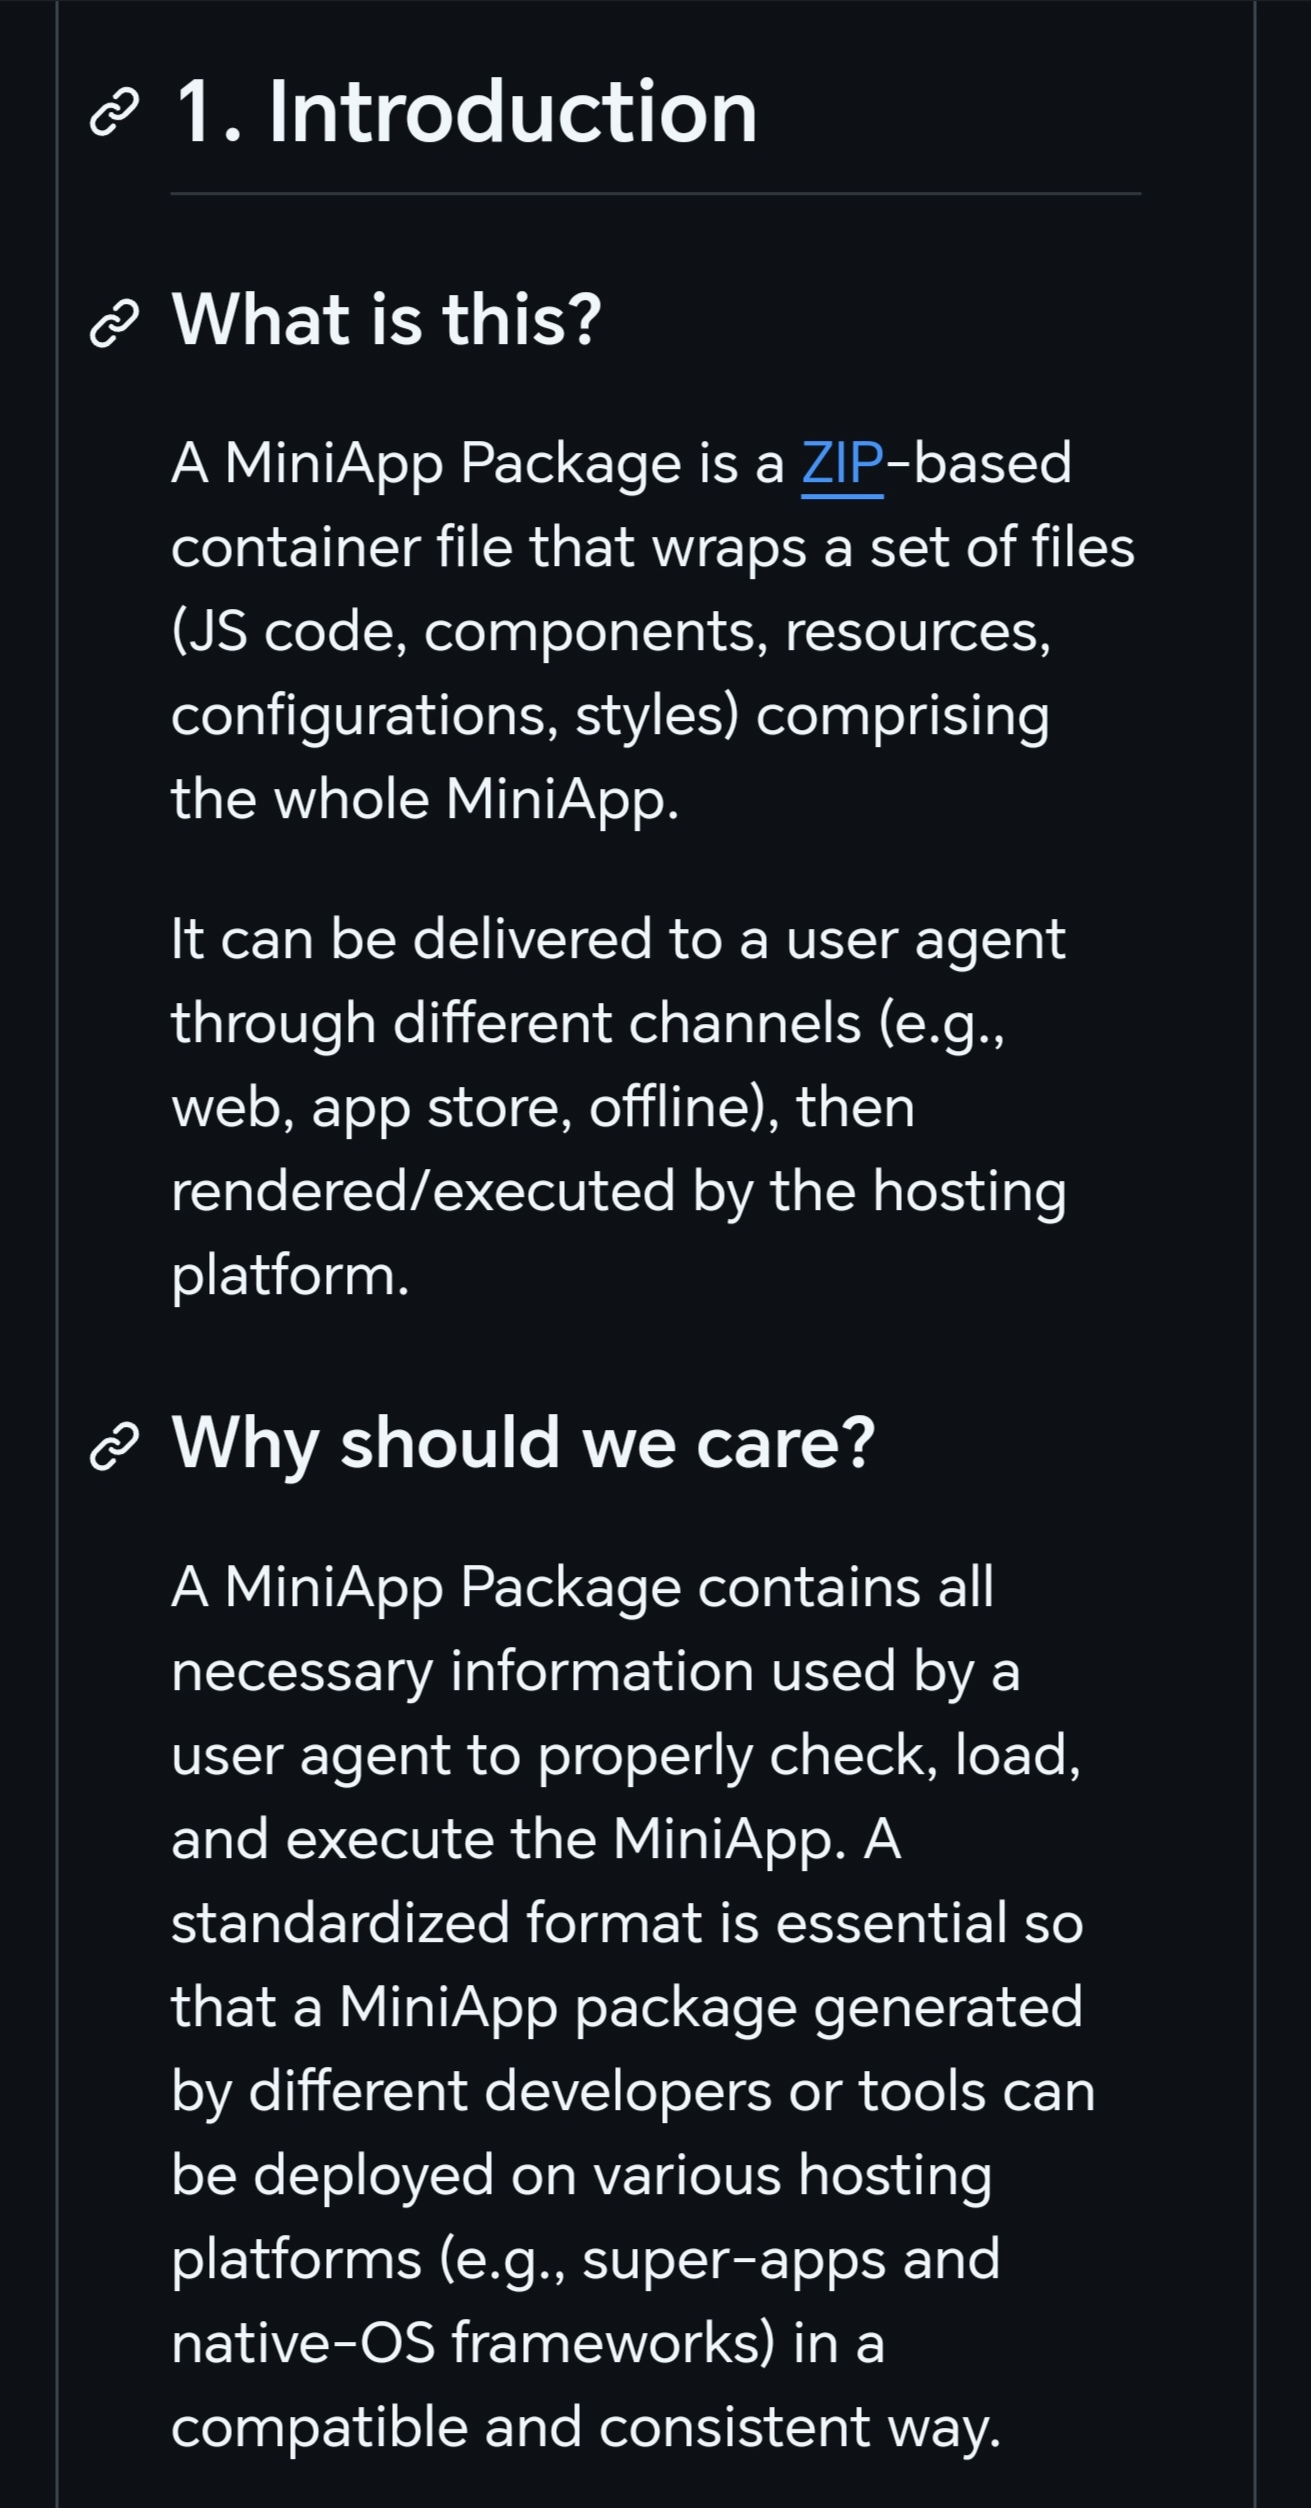 1. Introduction
What is this?
A MiniApp Package is a ZIP-based
container file that wraps a set of files
(JS code, components, resources,
configurations, styles) comprising
the whole MiniApp.
It can be delivered to a user agent
through different channels (e.g.,
web, app store, offline), then
rendered/executed by the hosting
platform.
Why should we care?
A MiniApp Package contains all
necessary information used by a
user agent to properly check, load,
and execute the MiniApp. A
standardized format is essential so
that a MiniApp package generated
by different developers or tools can
be deployed on various hosting
platforms (e.g., super-apps and
native-OS frameworks) in a
compatible and consistent way.